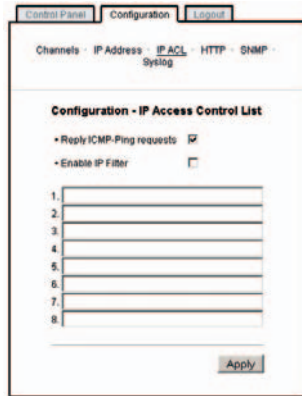 Control Panel Configuration Logout
Channels · IP Address · IP ACL · HTTP · SNMP ·
Syslog
Configuration - IP Access Control List
• Reply ICMP-Ping requests
• Enable IP Filter
1.
2.
3.
4.
5.
6.
7.
8.
Apply